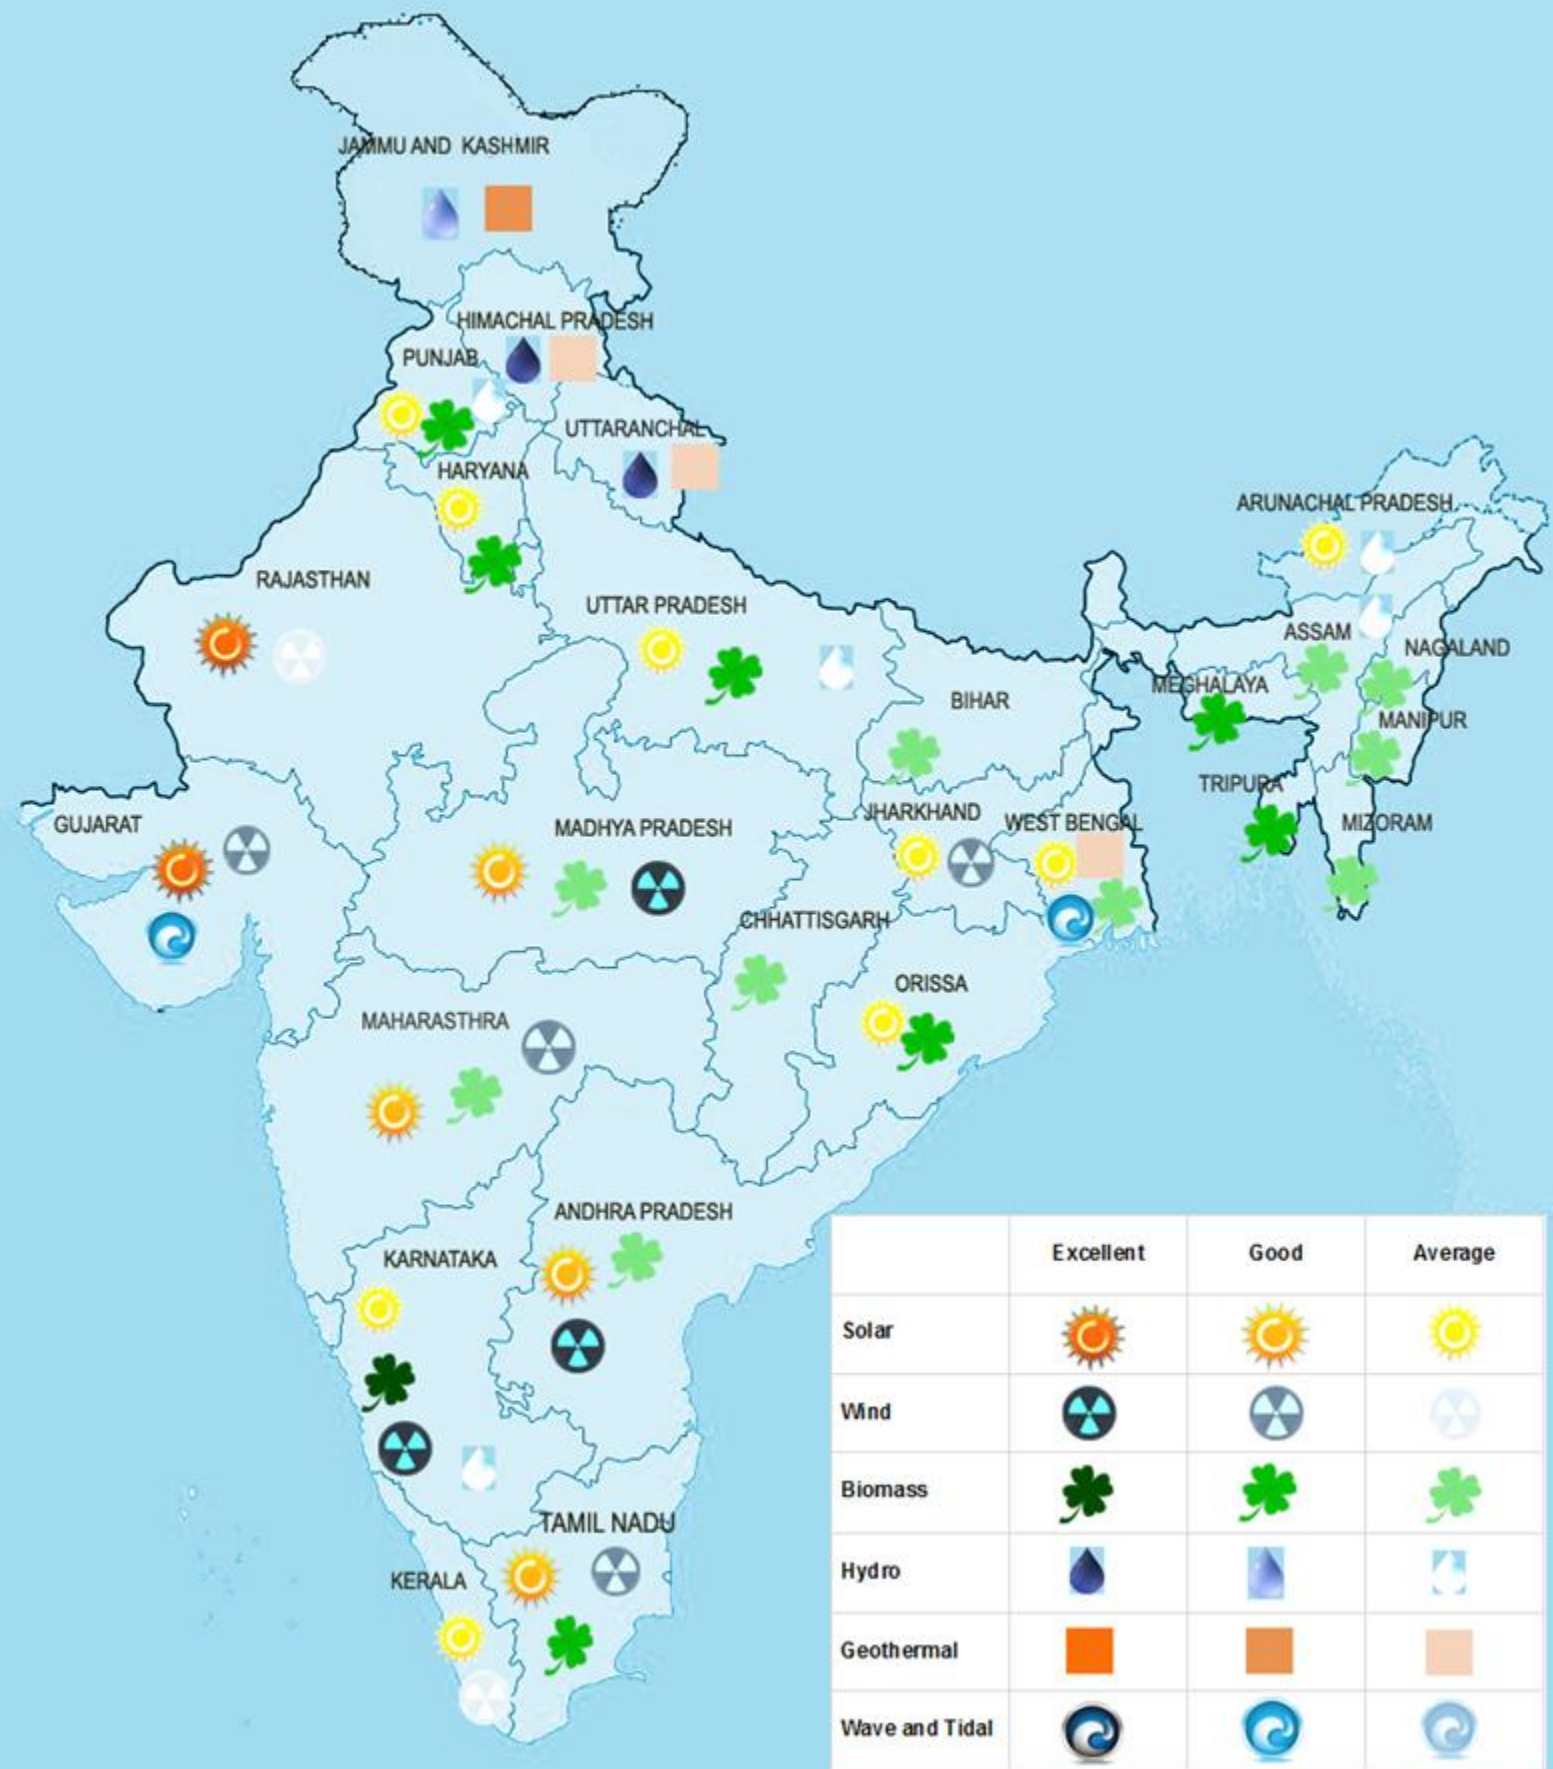 JAMMU AND KASHMIR
HIMACHAL PRADESH
PUNJAB
UTTARANCHAL
HARYANA
ARUNACHAL PRADESH
RAJASTHAN
UTTAR PRADESH
ASSAM
NAGALAND
MEGHALAYA
BIHAR
MANIPUR
TRIPURA
GUJARAT
MADHYA PRADESH
JHARKHAND
WEST BENGAL
MIZORAM
CHHATTISGARH
ORISSA
MAHARASTHRA
ANDHRA PRADESH
KARNATAKA
TAMIL NADU
KERALA
Excellent Good Average
Solar
Wind
Biomass
Hydro
Geothermal
Wave and Tidal